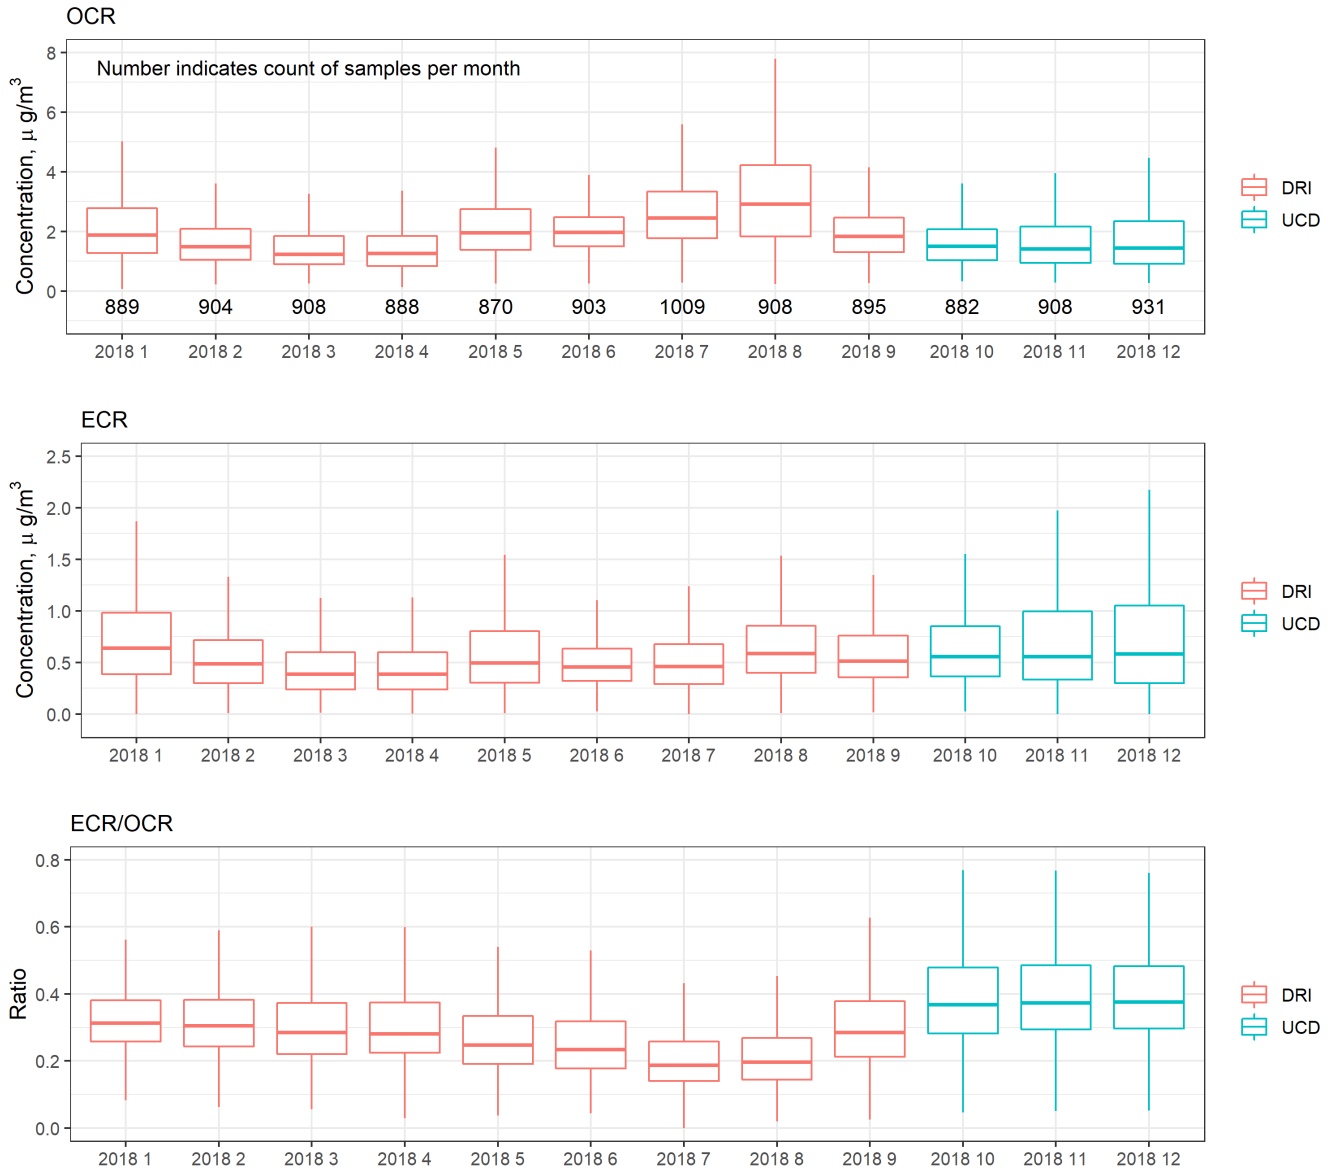 OCR
Concentration, μ g/m³
8
6
4
2
0
Number indicates count of samples per month
889 904 908 888 870 903 1009 908 895 882 908 931
2018 1 2018 2 2018 3 2018 4 2018 5 2018 6 2018 7 2018 8 2018 9 2018 10 2018 11 2018 12
DRI
UCD
ECR
Concentration, μ g/m³
2.5
2.0
1.5
1.0
0.5
0.0
2018 1 2018 2 2018 3 2018 4 2018 5 2018 6 2018 7 2018 8 2018 9 2018 10 2018 11 2018 12
DRI
UCD
ECR/OCR
Ratio
0.8
0.6
0.4
0.2
0.0
2018 1 2018 2 2018 3 2018 4 2018 5 2018 6 2018 7 2018 8 2018 9 2018 10 2018 11 2018 12
DRI
UCD